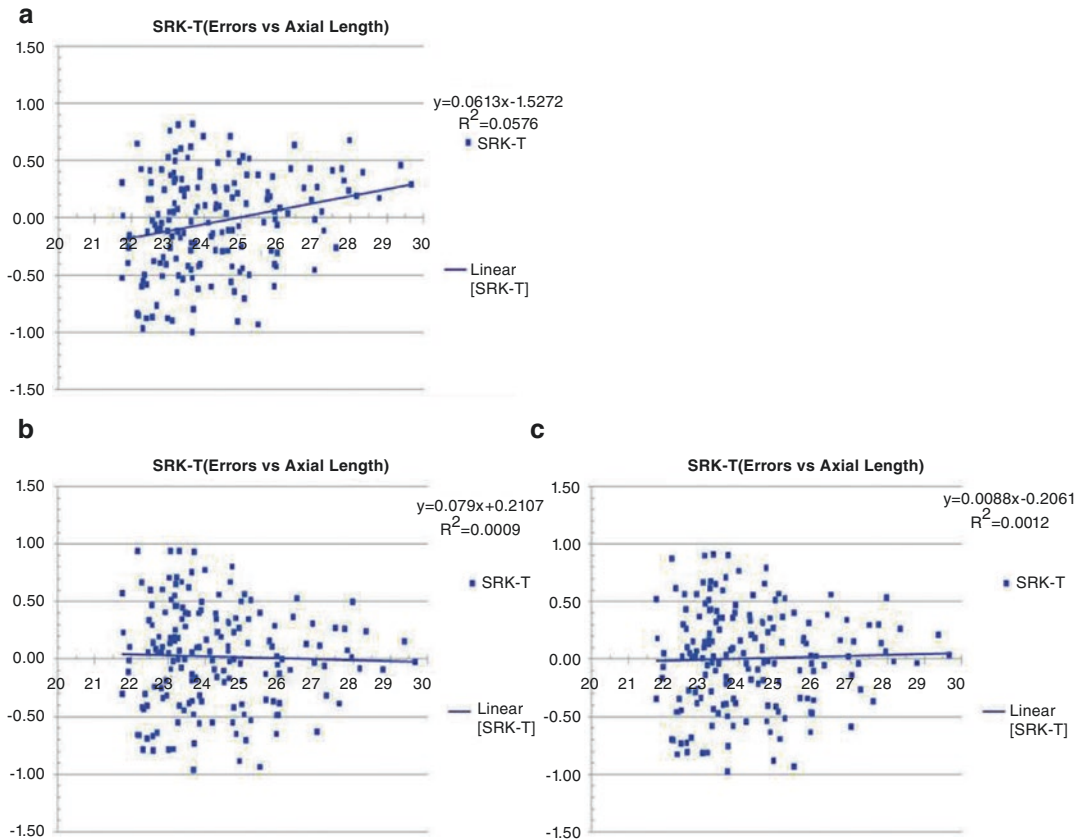 a
SRK-T(Errors vs Axial Length)
1.50
1.00
0.50
0.00
-0.50
-1.00
-1.50
20 21 22 23 24 25 26 27 28 29 30
y=0.0613x-1.5272
R²=0.0576
SRK-T
Linear
[SRK-T]
b
SRK-T(Errors vs Axial Length)
1.50
1.00
0.50
0.00
-0.50
-1.00
-1.50
20 21 22 23 24 25 26 27 28 29 30
y=0.079x+0.2107
R²=0.0009
SRK-T
Linear
[SRK-T]
c
SRK-T(Errors vs Axial Length)
1.50
1.00
0.50
0.00
-0.50
-1.00
-1.50
20 21 22 23 24 25 26 27 28 29 30
y=0.0088x-0.2061
R²=0.0012
SRK-T
Linear
[SRK-T]